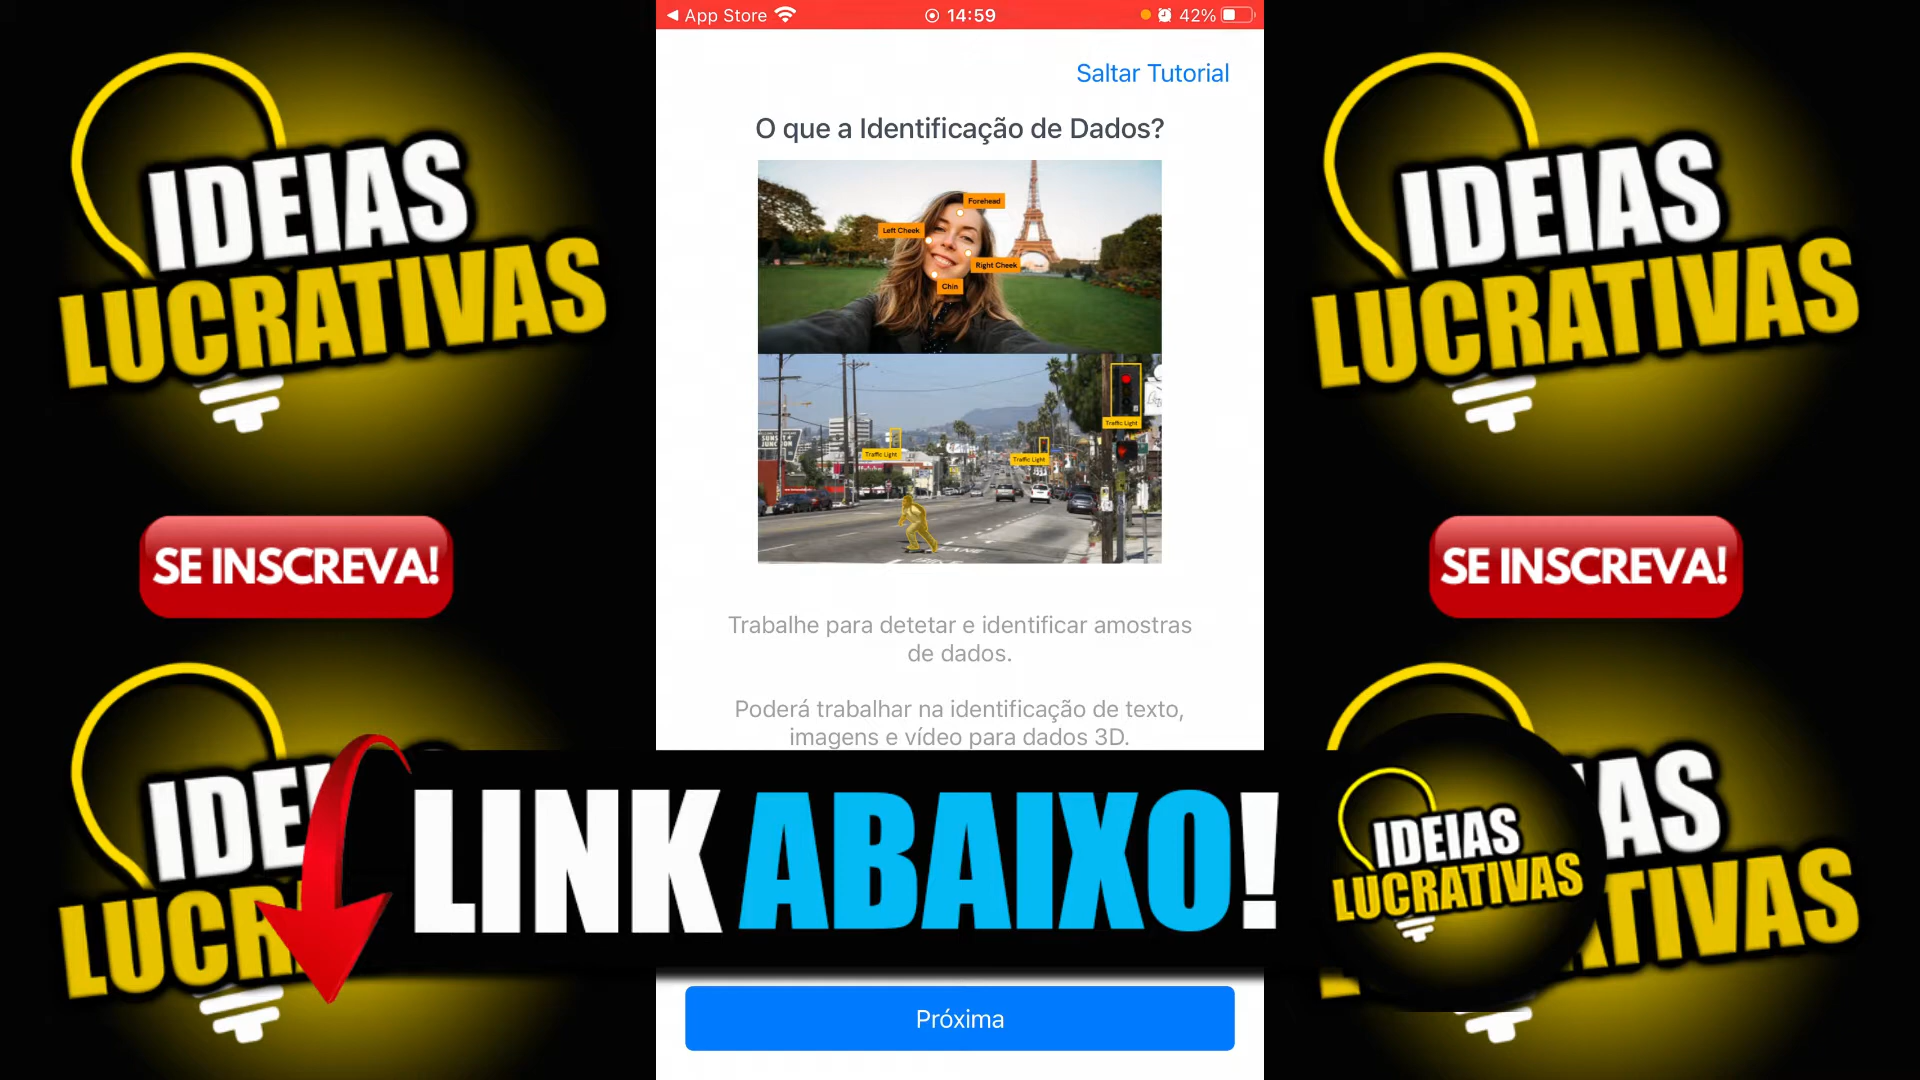 ◀ App Store
14:59
42%
Saltar Tutorial
O que a Identificação de Dados?
Forehead
Left Cheek
Right Cheek
Chin
Traffic Light
Traffic Light
Traffic Light
SUNSET
JUNCTION
Trabalhe para detetar e identificar amostras
de dados.
Poderá trabalhar na identificação de texto,
imagens e vídeo para dados 3D.
Próxima
IDEIAS
LUCRATIVAS
SE INSCREVA!
IDEIAS
LUCRATIVAS
SE INSCREVA!
LINK ABAIXO!
IDEIAS
LUCRATIVAS